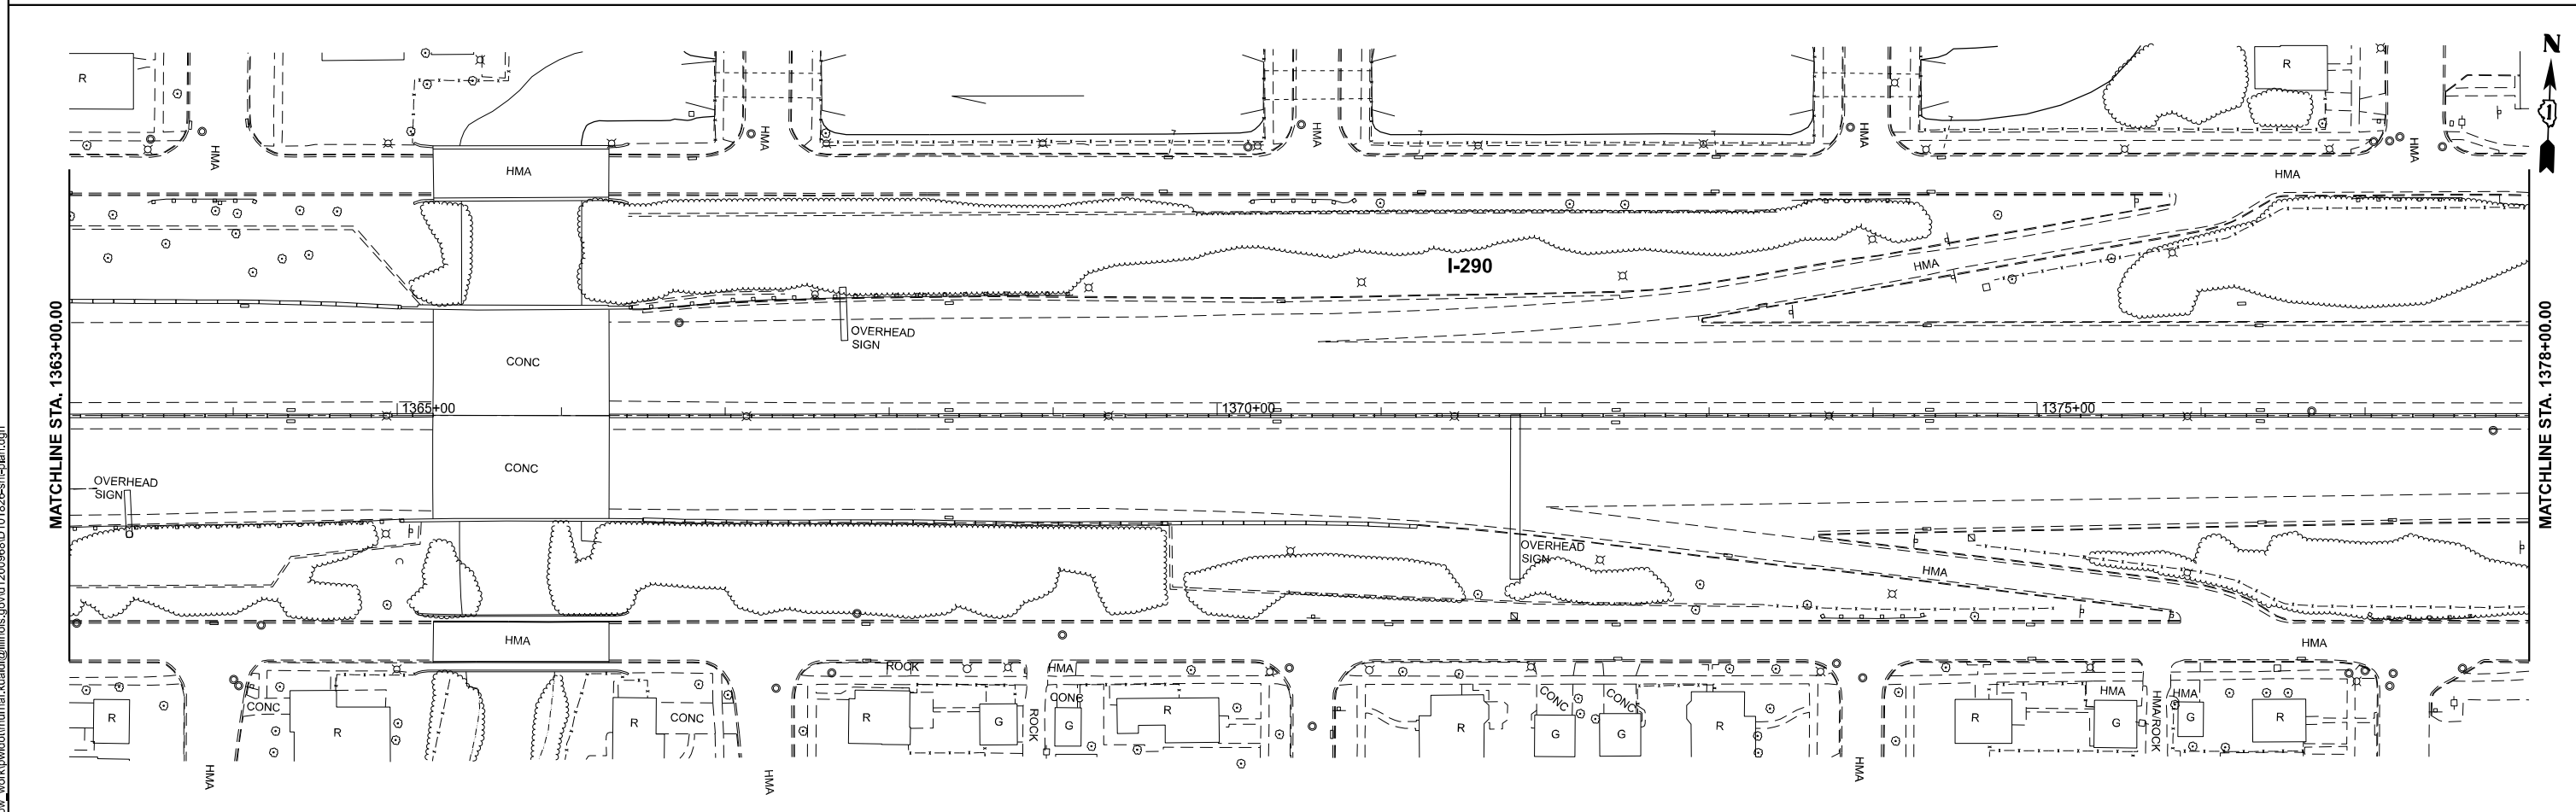 R
R
N
1
HMA
HMA
HMA
HMA
HMA
HMA
HMA
I-290
HMA
MATCHLINE STA. 1363+00.00
MATCHLINE STA. 1378+00.00
OVERHEAD
SIGN
CONC
1365+00
1370+00
1375+00
CONC
OVERHEAD
SIGN
OVERHEAD
SIGN
HMA
HMA
HMA
ROCK
HMA
CONC
R
CONC
R
R
CONC
R
G
ROCK
G
R
R
CONC
G
CONC
G
R
R
HMA
G
HMA/ROCK
HMA
G
R
HMA
HMA
HMA